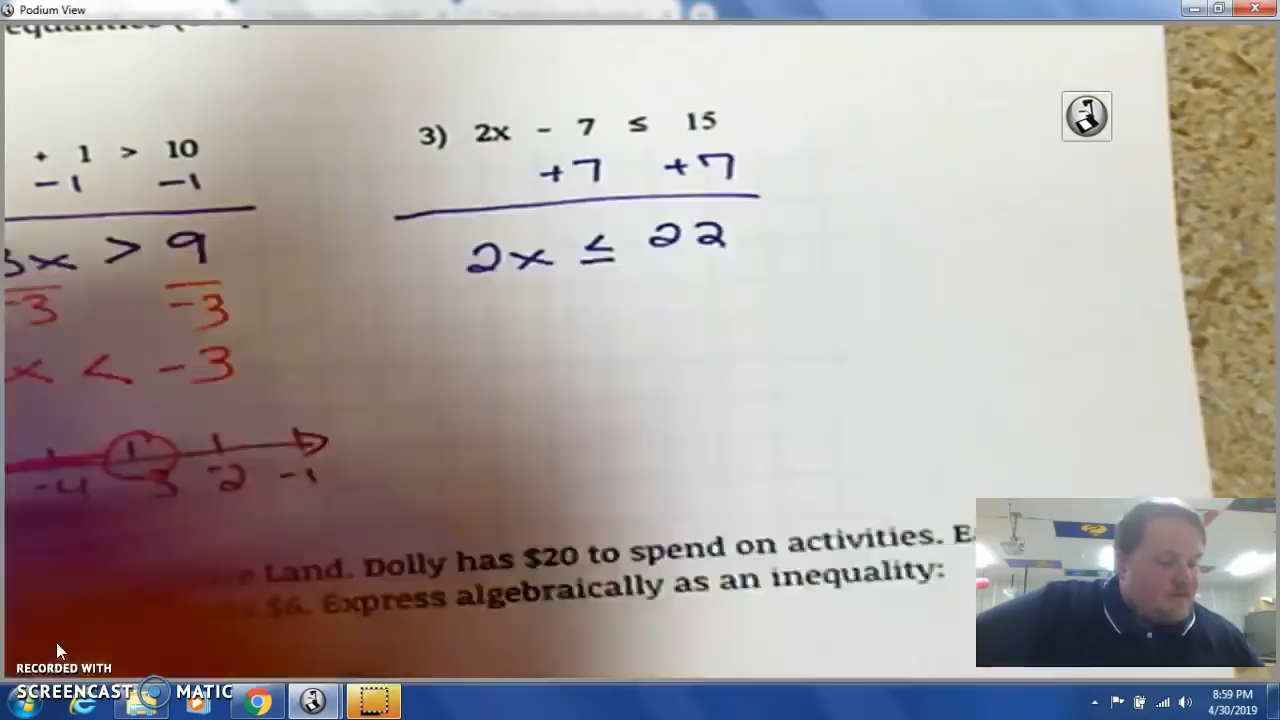 Podium View
+ 1 > 10
-1 -1
3x > 9
-3 -3
x < -3
-4 -3 -2 -1
3) 2x - 7 ≤ 15
+7 +7
2x ≤ 22
Land. Dolly has $20 to spend on activities.
$6. Express algebraically as an inequality:
RECORDED WITH
SCREENCAST MATIC
8:59 PM
4/30/2019